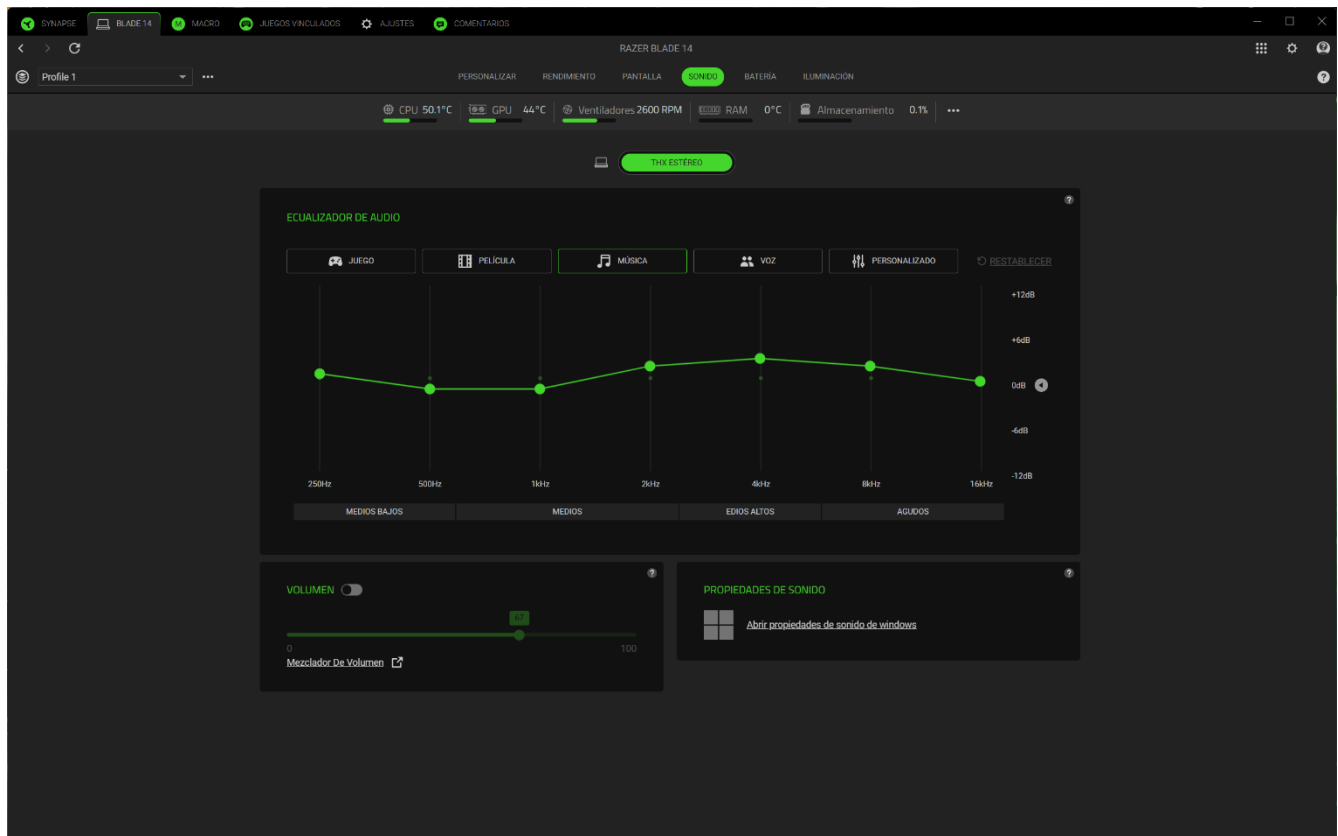 SYNAPSE BLADE 14 MACRO JUEGOS VINCULADOS AJUSTES COMENTARIOS
RAZER BLADE 14
Profile 1 PERSONALIZAR RENDIMIENTO PANTALLA SONIDO BATERÍA ILUMINACIÓN
CPU 50.1°C GPU 44°C Ventiladores 2600 RPM RAM 0°C Almacenamiento 0.1%
THX ESTÉREO
ECUALIZADOR DE AUDIO
JUEGO PELÍCULA MÚSICA VOZ PERSONALIZADO RESTABLECER
+12dB
+6dB
0dB
-6dB
-12dB
250Hz 500Hz 1kHz 2kHz 4kHz 8kHz 16kHz
MEDIOS BAJOS MEDIOS EDIOS ALTOS AGUDOS
VOLUMEN
67
0 100
Mezclador De Volumen
PROPIEDADES DE SONIDO
Abrir propiedades de sonido de windows